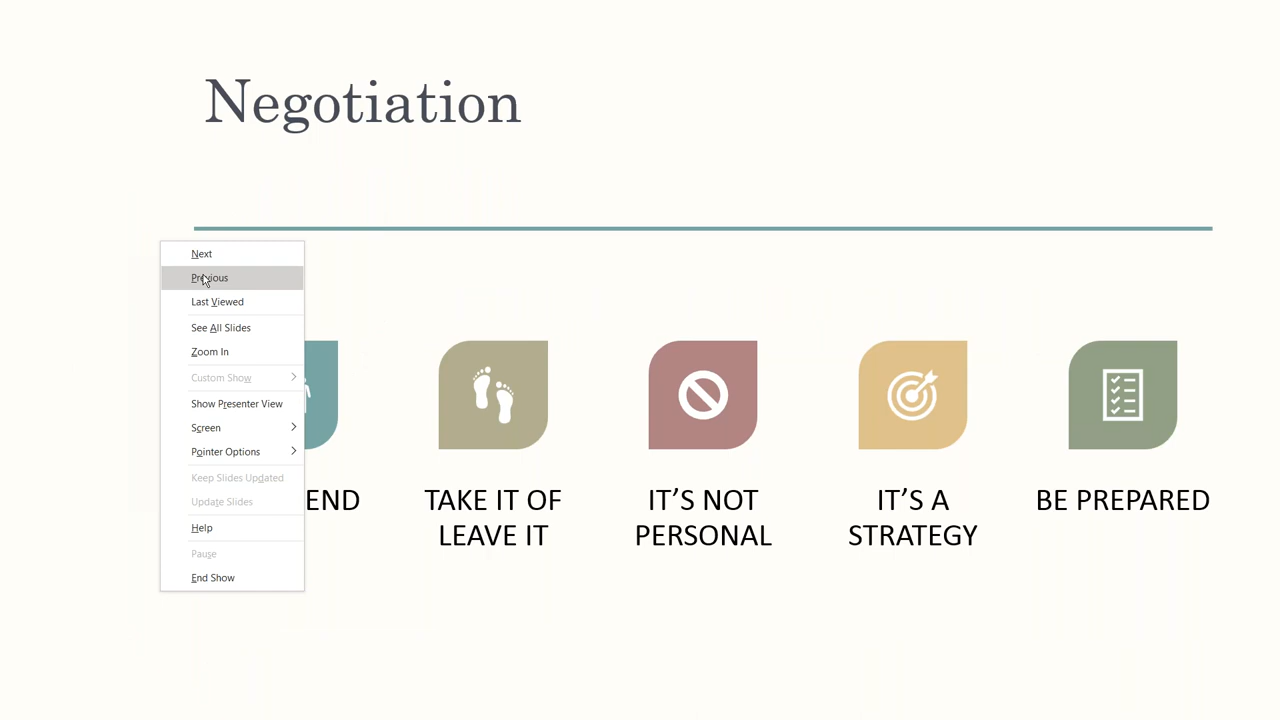 Negotiation
Next
Previous
Last Viewed
See All Slides
Zoom In
Custom Show
Show Presenter View
Screen
Pointer Options
Keep Slides Updated
Update Slides
Help
Pause
End Show
END
TAKE IT OF
LEAVE IT
IT’S NOT
PERSONAL
IT’S A
STRATEGY
BE PREPARED